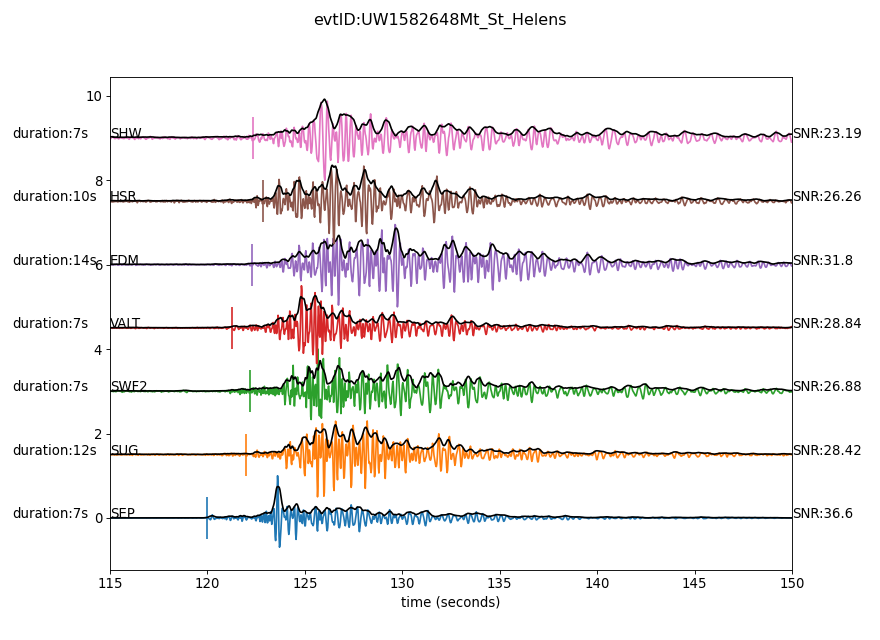 evtID:UW1582648Mt_St_Helens
10
duration:7s SHW SNR:23.19
8
duration:10s HSR SNR:26.26
duration:14s EDM SNR:31.8
6
duration:7s VALT SNR:28.84
4
duration:7s SWF2 SNR:26.88
2
duration:12s SUG SNR:28.42
duration:7s SEP SNR:36.6
0
115 120 125 130 135 140 145 150
time (seconds)